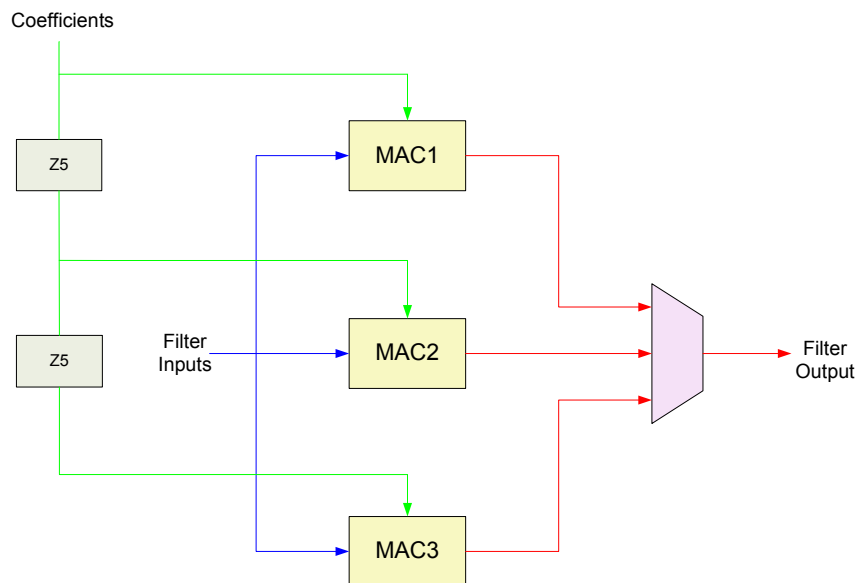 Coefficients
Z5
MAC1
Z5
Filter
Inputs
MAC2
Filter
Output
MAC3